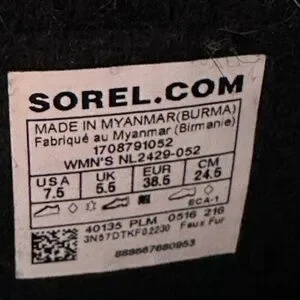 SOREL.COM
MADE IN MYANMAR(BURMA)
Fabriqué au Myanmar (Birmanie)
1708791052
WMN'S NL2429-052
USA UK EUR CM
7.5 5.5 38.5 24.5
ECA-1
40135 PLM 0516 216
3N57DTKF02230 Faux Fur
888667680953